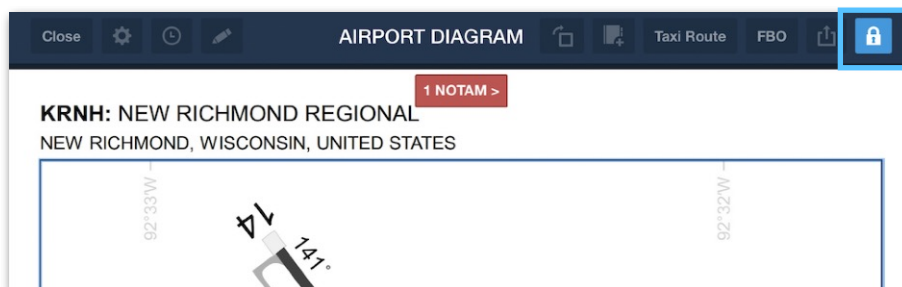 Close AIRPORT DIAGRAM Taxi Route FBO
1 NOTAM >
KRNH: NEW RICHMOND REGIONAL
NEW RICHMOND, WISCONSIN, UNITED STATES
92°33'W
92°32'W
14
141°